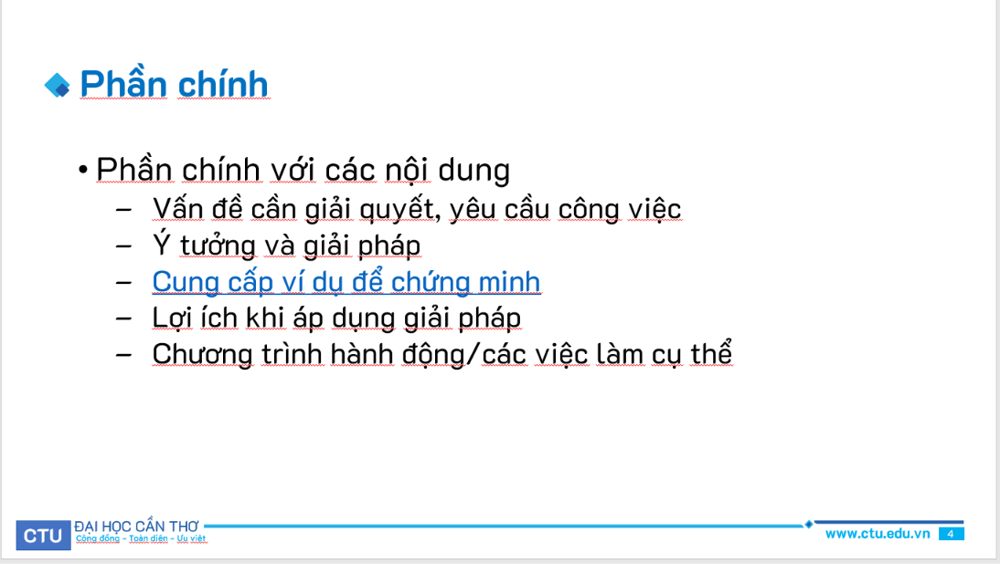 Phần chính
• Phần chính với các nội dung
– Vấn đề cần giải quyết, yêu cầu công việc
– Ý tưởng và giải pháp
– Cung cấp ví dụ để chứng minh
– Lợi ích khi áp dụng giải pháp
– Chương trình hành động/các việc làm cụ thể
CTU
ĐẠI HỌC CẦN THƠ
Cộng đồng - Toàn diện - Ưu việt
www.ctu.edu.vn
4